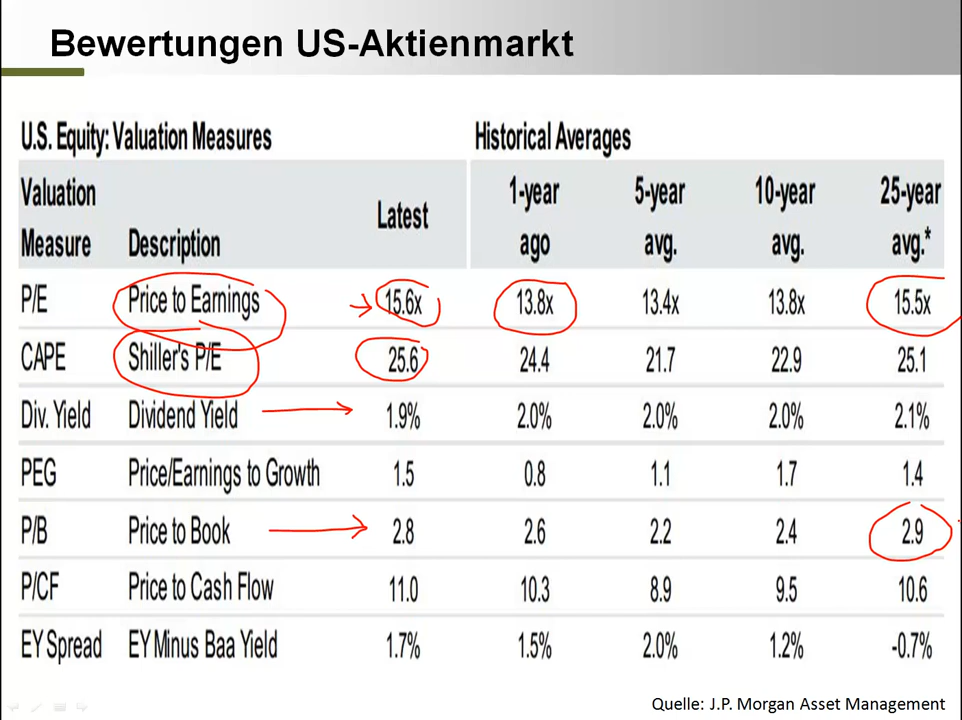 Bewertungen US-Aktienmarkt
U.S. Equity: Valuation Measures Historical Averages
Valuation Measure Description Latest 1-year ago 5-year avg. 10-year avg. 25-year avg.*
P/E Price to Earnings 15.6x 13.8x 13.4x 13.8x 15.5x
CAPE Shiller's P/E 25.6 24.4 21.7 22.9 25.1
Div. Yield Dividend Yield 1.9% 2.0% 2.0% 2.0% 2.1%
PEG Price/Earnings to Growth 1.5 0.8 1.1 1.7 1.4
P/B Price to Book 2.8 2.6 2.2 2.4 2.9
P/CF Price to Cash Flow 11.0 10.3 8.9 9.5 10.6
EY Spread EY Minus Baa Yield 1.7% 1.5% 2.0% 1.2% -0.7%
Quelle: J.P. Morgan Asset Management